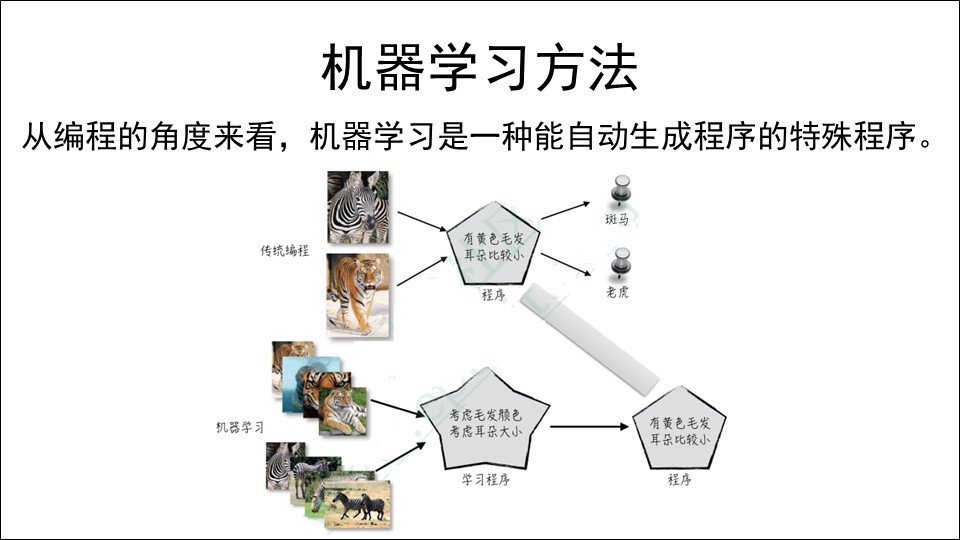 机器学习方法
从编程的角度来看，机器学习是一种能自动生成程序的特殊程序。
传统编程
有黄色毛发
耳朵比较小
程序
斑马
老虎
机器学习
考虑毛发颜色
考虑耳朵大小
学习程序
有黄色毛发
耳朵比较小
程序